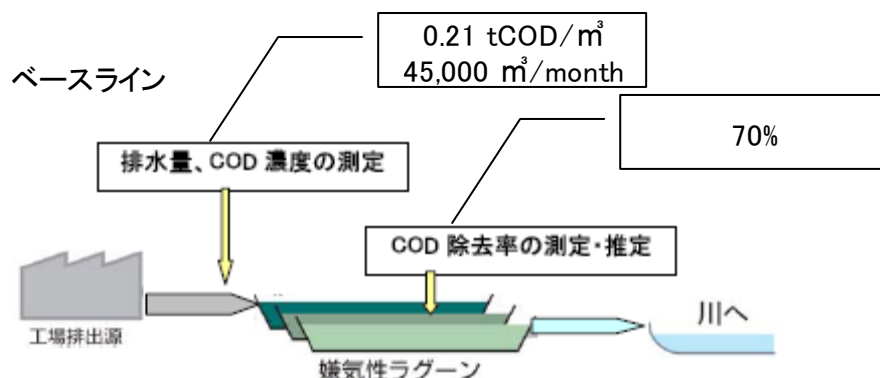 0.21 tCOD/㎥
45,000 ㎥/month
ベースライン
70%
排水量、COD 濃度の測定
COD 除去率の測定・推定
工場排出源
川へ
嫌気性ラグーン